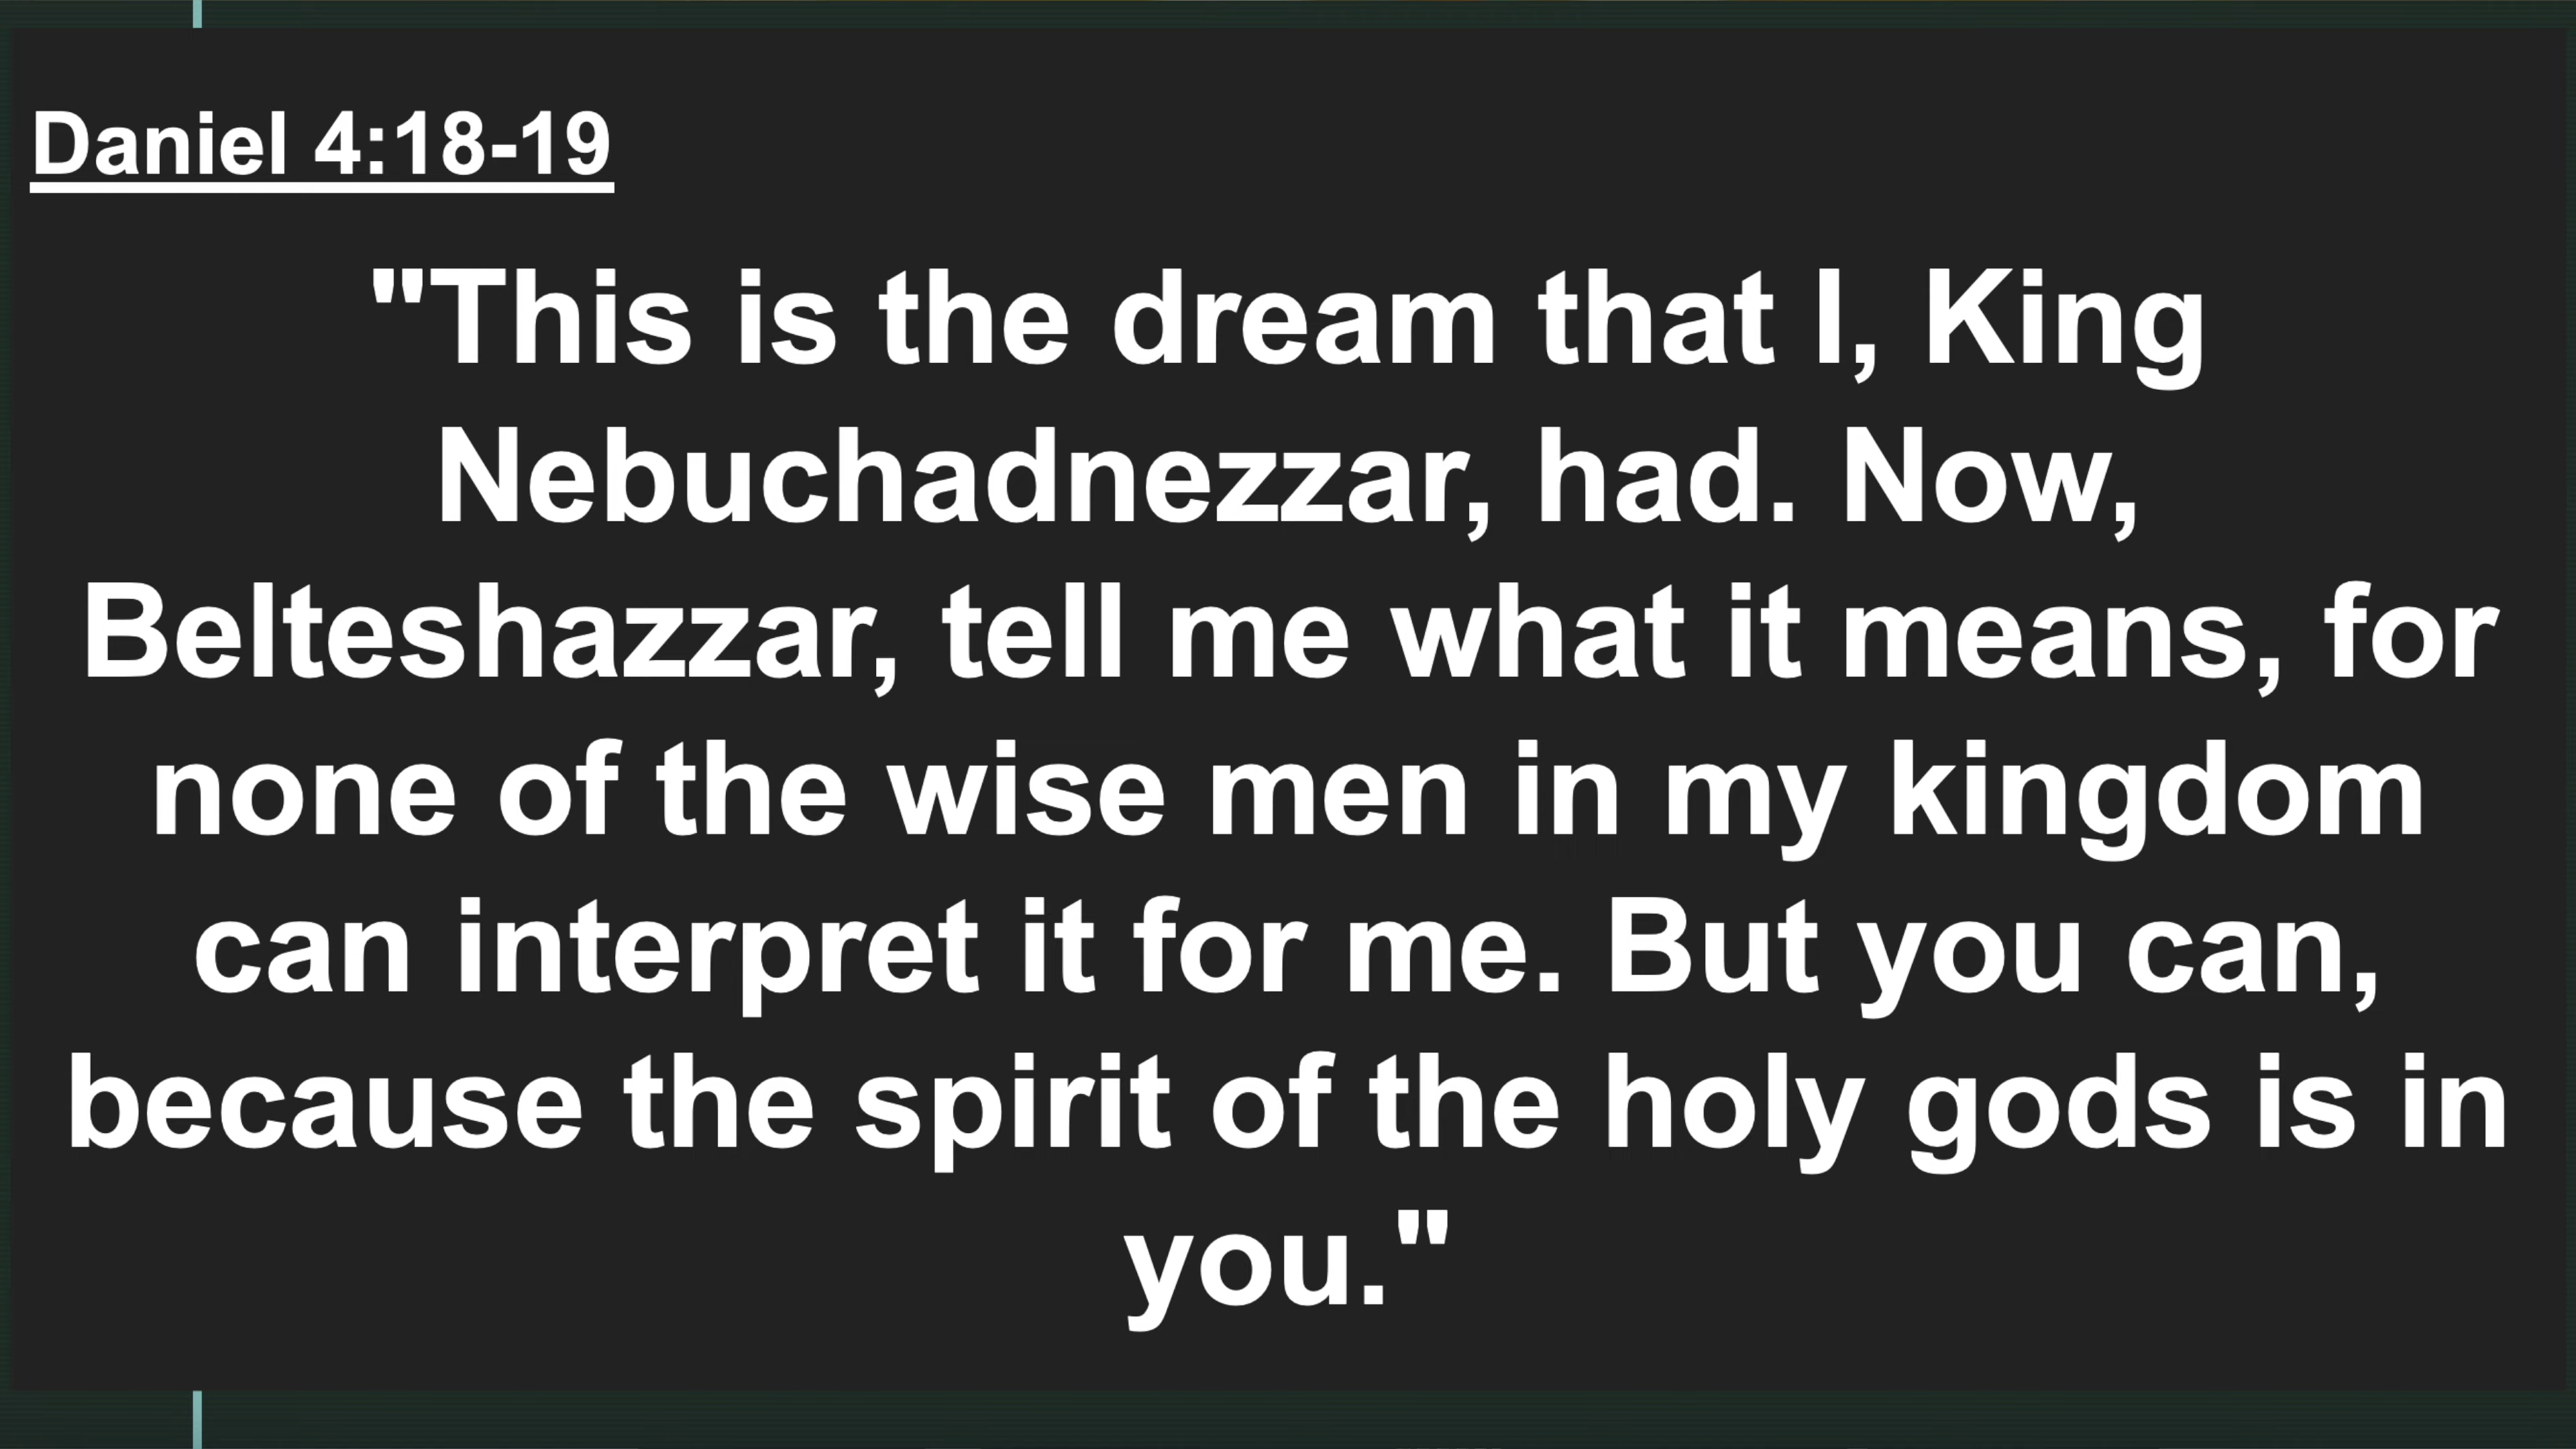 Daniel 4:18-19
"This is the dream that I, King
Nebuchadnezzar, had. Now,
Belteshazzar, tell me what it means, for
none of the wise men in my kingdom
can interpret it for me. But you can,
because the spirit of the holy gods is in
you."